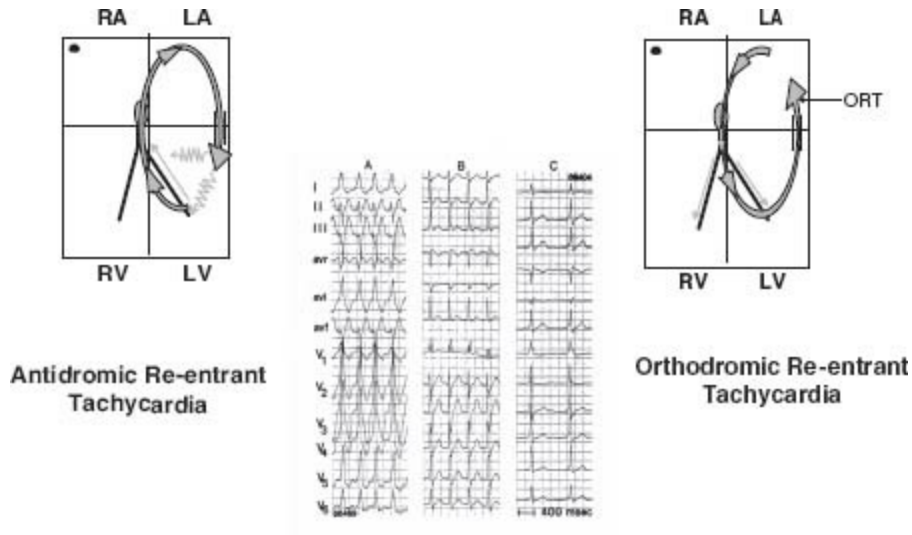 RA LA
RA LA
ORT
A B C
I
II
III
avr
avl
avf
V1
V2
V3
V4
V5
V6
400 msec
RV LV
RV LV
Antidromic Re-entrant
Tachycardia
Orthodromic Re-entrant
Tachycardia